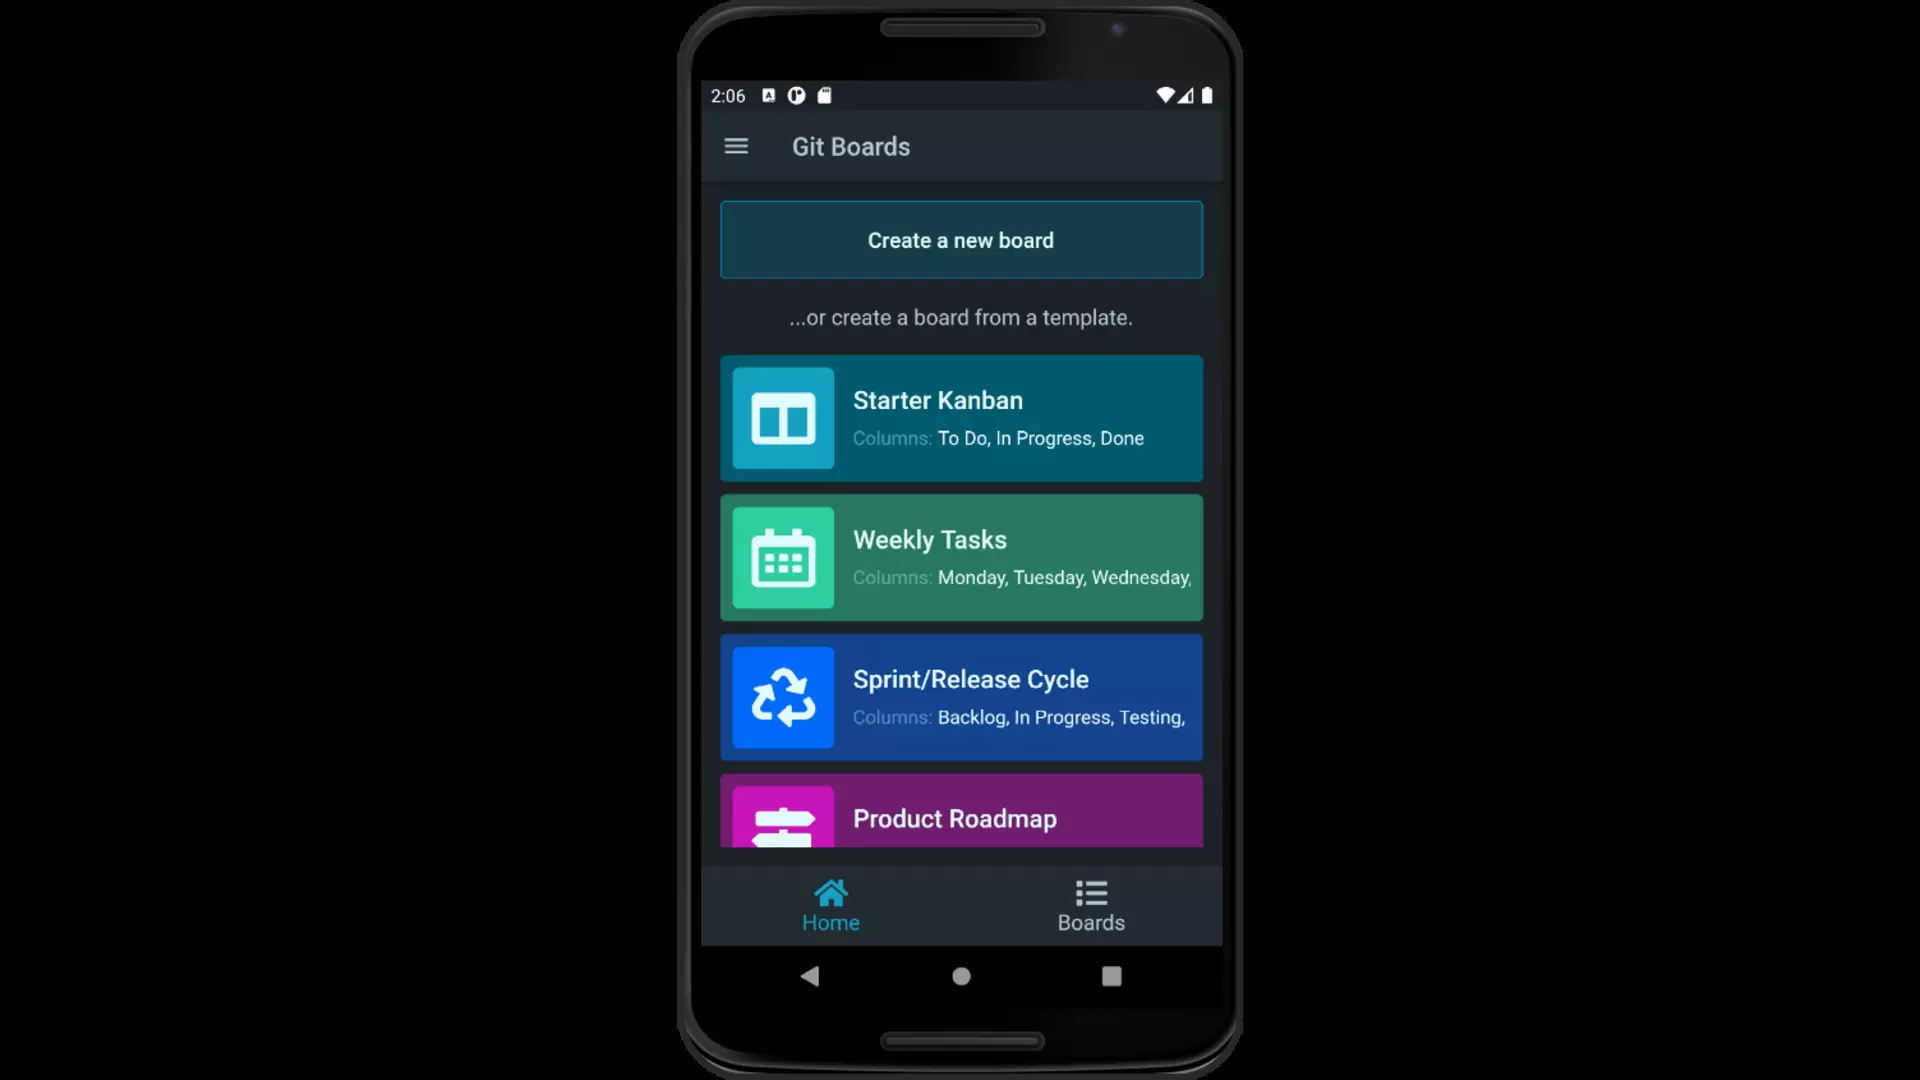 2:06
Git Boards
Create a new board
...or create a board from a template.
Starter Kanban
Columns: To Do, In Progress, Done
Weekly Tasks
Columns: Monday, Tuesday, Wednesday,
Sprint/Release Cycle
Columns: Backlog, In Progress, Testing,
Product Roadmap
Home
Boards